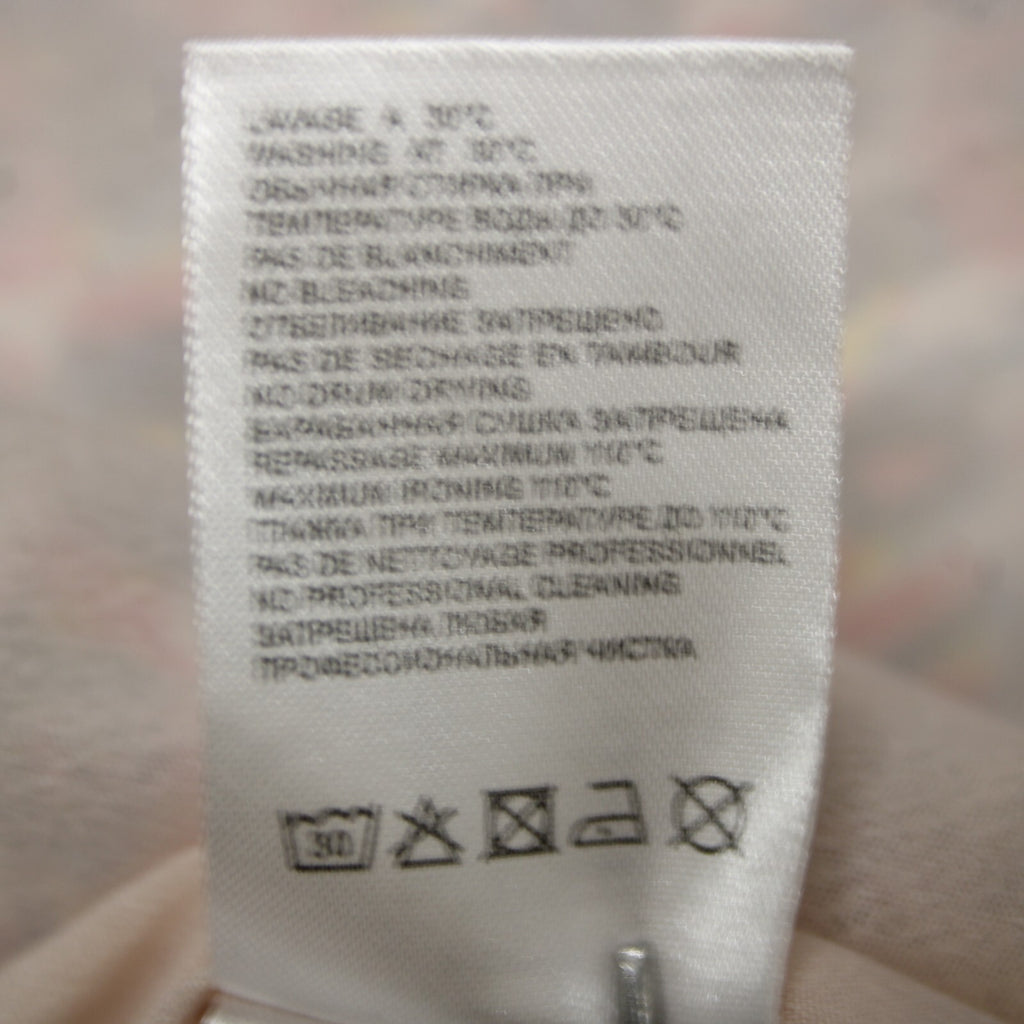 LAVAGE A 30°C
WASHING AT 30°C
ОБЫЧНАЯ СТИРКА ПРИ
ТЕМПЕРАТУРЕ ВОДЫ ДО 30°C
PAS DE BLANCHIMENT
NO BLEACHING
ОТБЕЛИВАНИЕ ЗАПРЕЩЕНО
PAS DE SECHAGE EN TAMBOUR
NO DRUM DRYING
БАРАБАННАЯ СУШКА ЗАПРЕЩЕНА
REPASSAGE MAXIMUM 110°C
MAXIMUM IRONING 110°C
ГЛАЖКА ПРИ ТЕМПЕРАТУРЕ ДО 110°C
PAS DE NETTOYAGE PROFESSIONNEL
NO PROFESSIONAL CLEANING
ЗАПРЕЩЕНА ЛЮБАЯ
ПРОФЕСИОНАЛЬНАЯ ЧИСТКА
30